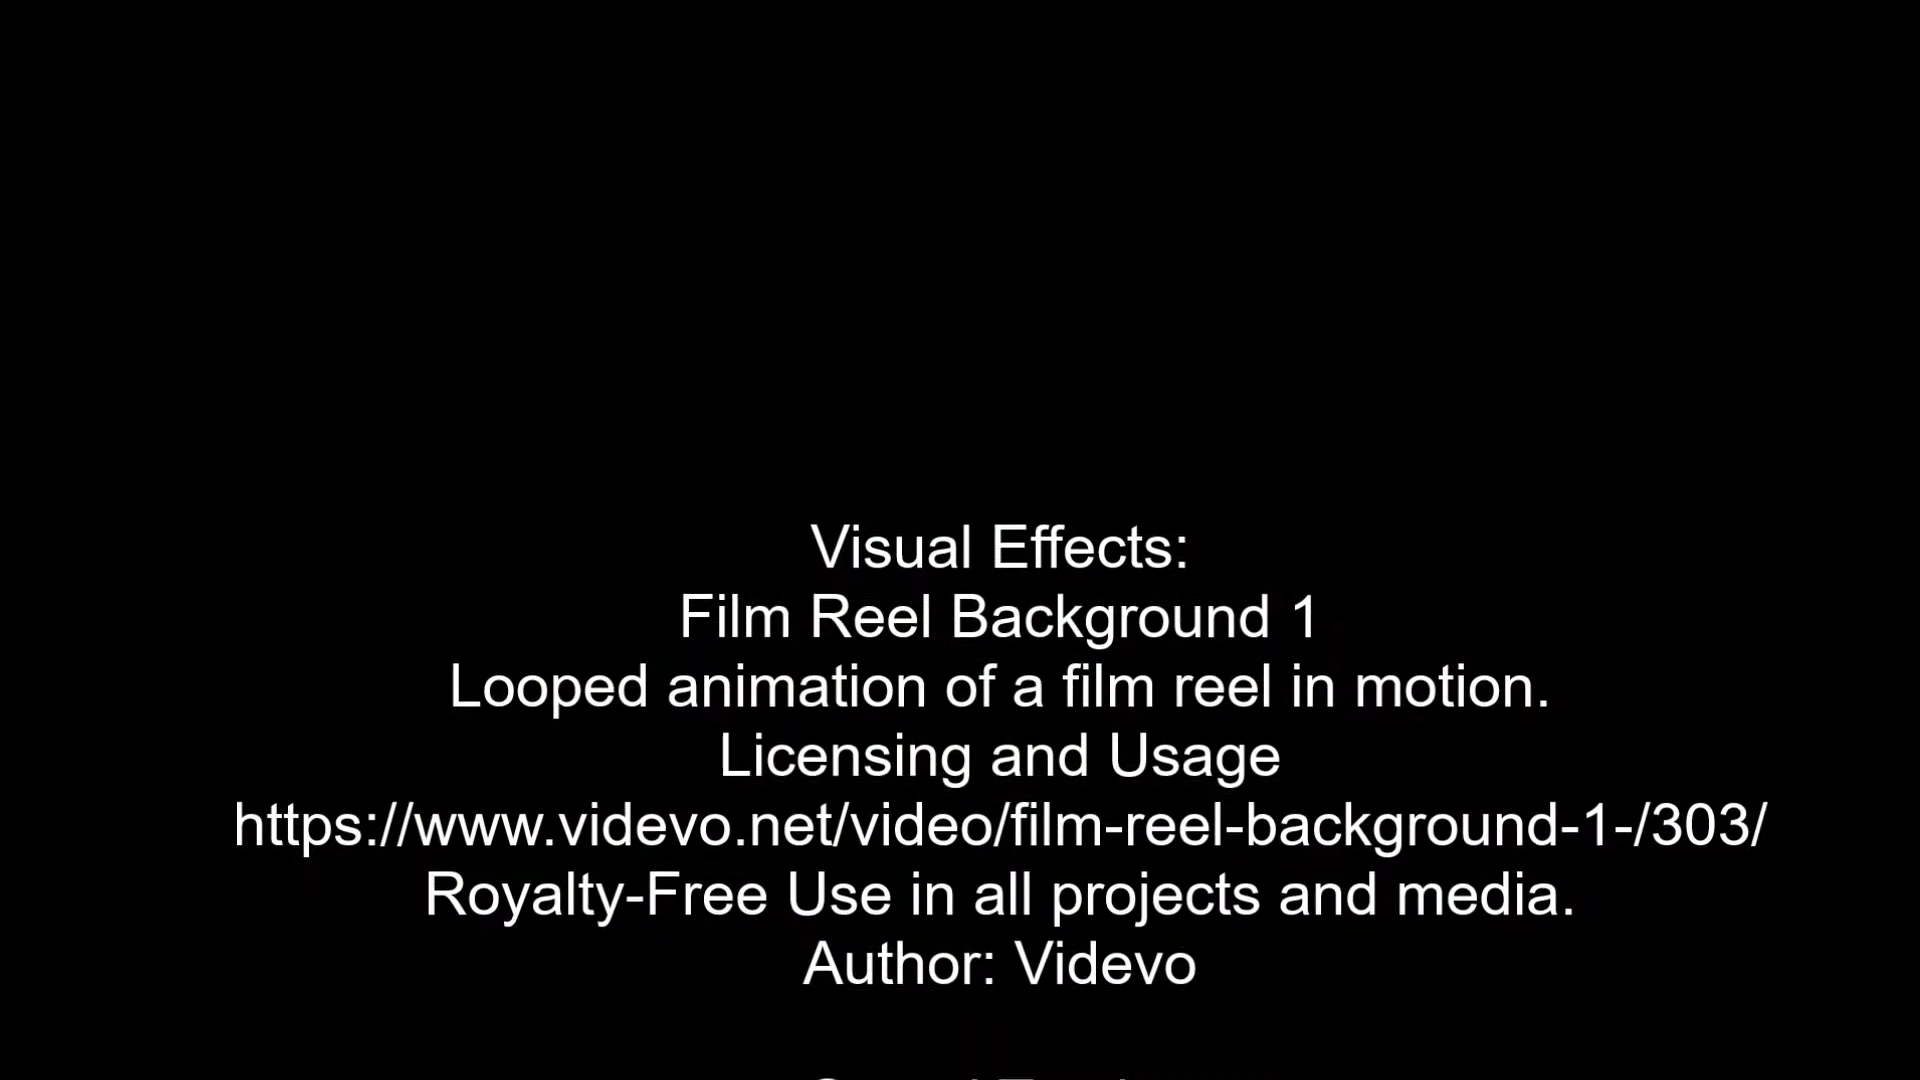 Visual Effects:
Film Reel Background 1
Looped animation of a film reel in motion.
Licensing and Usage
https://www.videvo.net/video/film-reel-background-1-/303/
Royalty-Free Use in all projects and media.
Author: Videvo